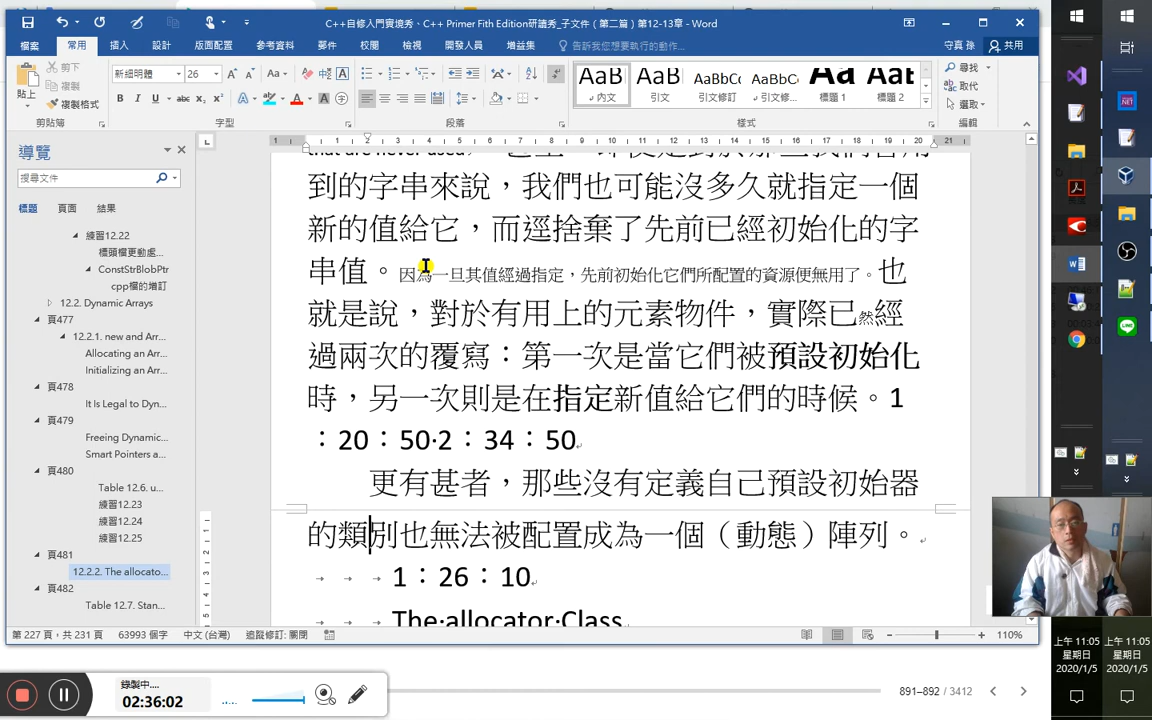 C++自修入門實境秀、C++ Primer Fith Edition研讀秀_子文件（第二篇）第12-13章 - Word
檔案 常用 插入 設計 版面配置 參考資料 郵件 校閱 檢視 開發人員 增益集 告訴我您想要執行的動作... 守真 孫 共用
貼上 剪下 複製 複製格式
新細明體 26
AaB AaB AaBbCc AaBbCc Aa Aat
內文 引文 引文修訂 引文修... 標題 1 標題 2
尋找 取代 選取
剪貼簿 字型 段落 樣式 編輯
導覽
搜尋文件
標題 頁面 結果
練習12.22
標頭檔更動處...
ConstStrBlobPtr
cpp檔的增訂
12.2. Dynamic Arrays
頁477
12.2.1. new and Arr...
Allocating an Arr...
Initializing an Arr...
頁478
It Is Legal to Dyn...
頁479
Freeing Dynamic...
Smart Pointers a...
頁480
Table 12.6. u...
練習12.23
練習12.24
練習12.25
頁481
12.2.2. The allocato...
頁482
Table 12.7. Stan...
到的字串來說，我們也可能沒多久就指定一個
新的值給它，而逕捨棄了先前已經初始化的字
串值。因為一旦其值經過指定，先前初始化它們所配置的資源便無用了。也
就是說，對於有用上的元素物件，實際已然經
過兩次的覆寫：第一次是當它們被預設初始化
時，另一次則是在指定新值給它們的時候。1
：20：50·2：34：50
更有甚者，那些沒有定義自己預設初始器
的類別也無法被配置成為一個（動態）陣列。
1：26：10
The·allocator·Class
第 227 頁，共 231 頁 63993 個字 中文 (台灣) 追蹤修訂: 關閉 110%
錄製中....
02:36:02
891–892 / 3412
上午 11:05 上午 11:05
星期日 星期日
2020/1/5 2020/1/5